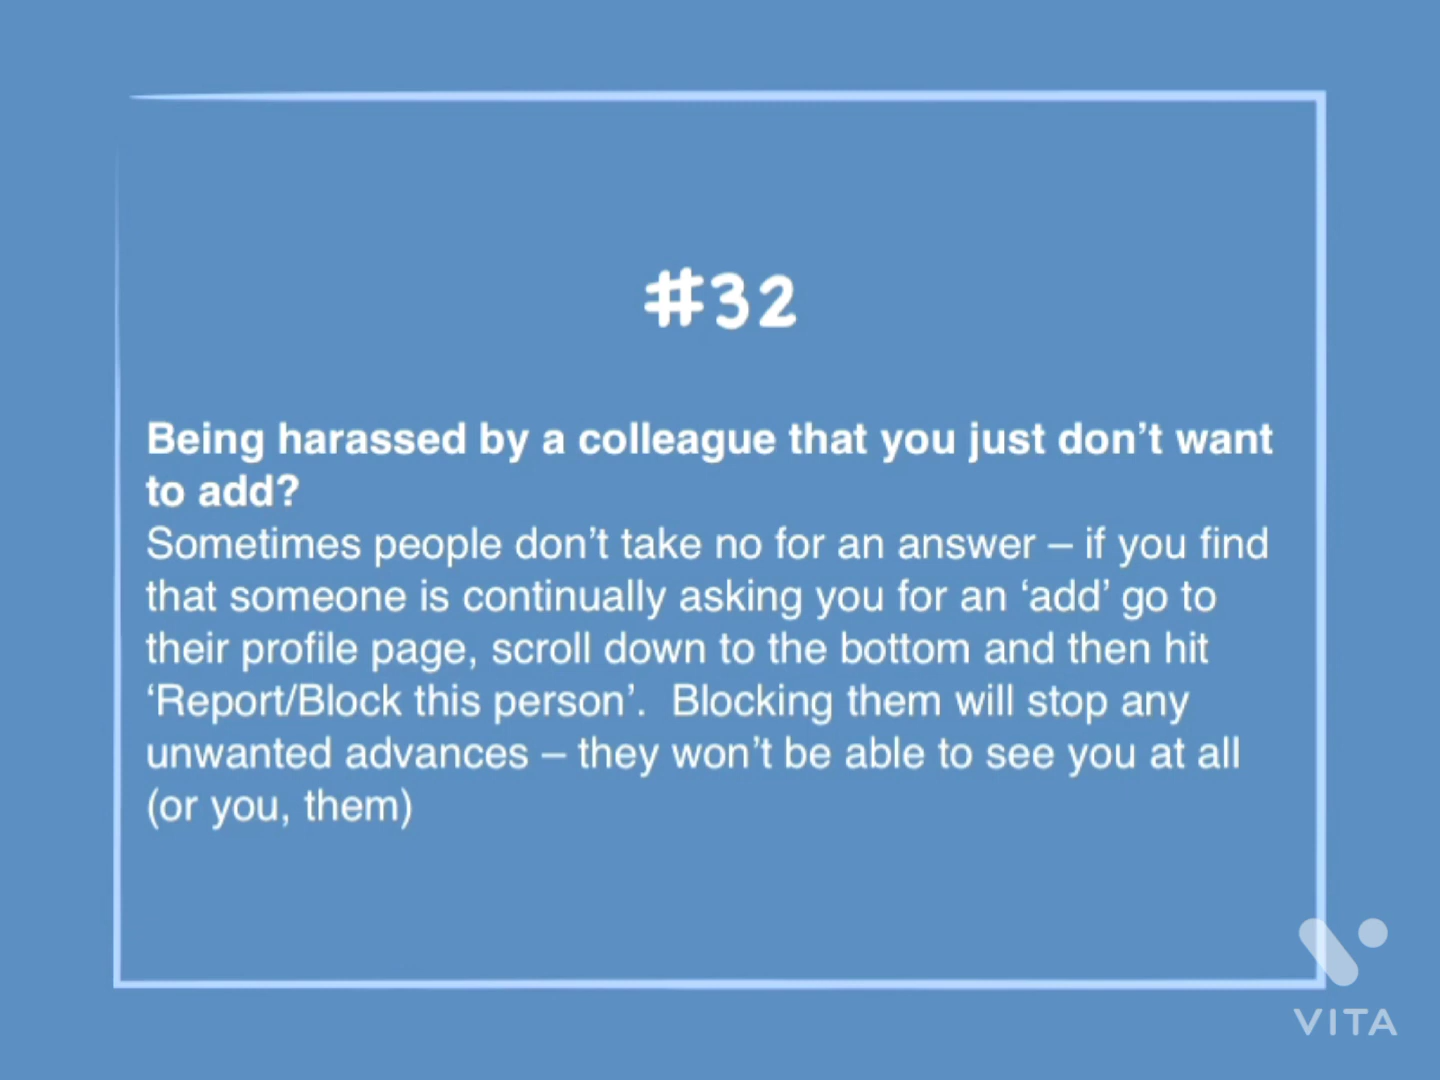 #32
Being harassed by a colleague that you just don’t want
to add?
Sometimes people don’t take no for an answer – if you find
that someone is continually asking you for an ‘add’ go to
their profile page, scroll down to the bottom and then hit
‘Report/Block this person’.  Blocking them will stop any
unwanted advances – they won’t be able to see you at all
(or you, them)
VITA